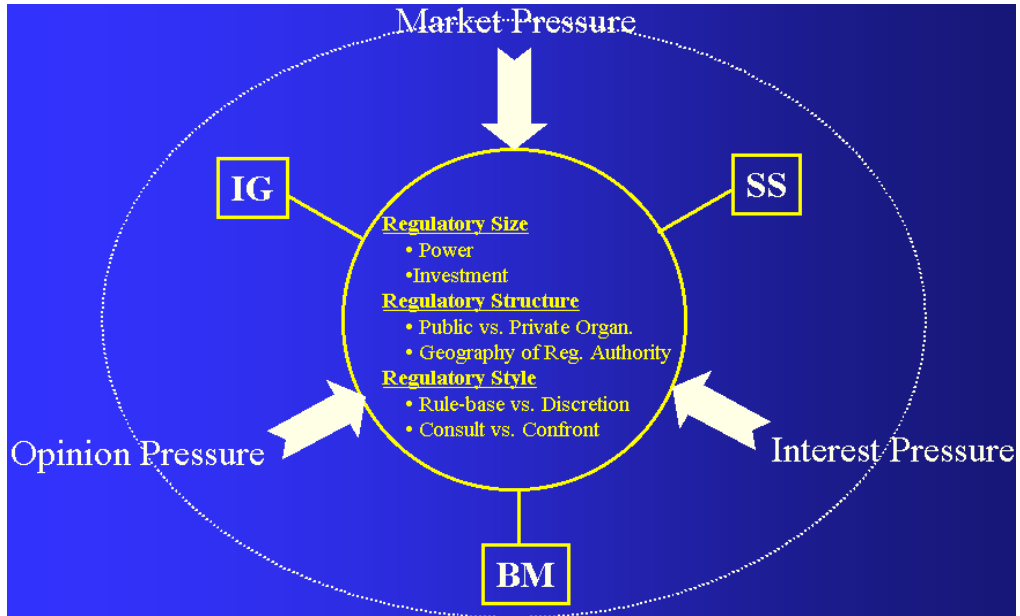 Market Pressure
IG
SS
Regulatory Size
• Power
•Investment
Regulatory Structure
• Public vs. Private Organ.
• Geography of Reg. Authority
Regulatory Style
• Rule-base vs. Discretion
• Consult vs. Confront
Opinion Pressure
Interest Pressure
BM